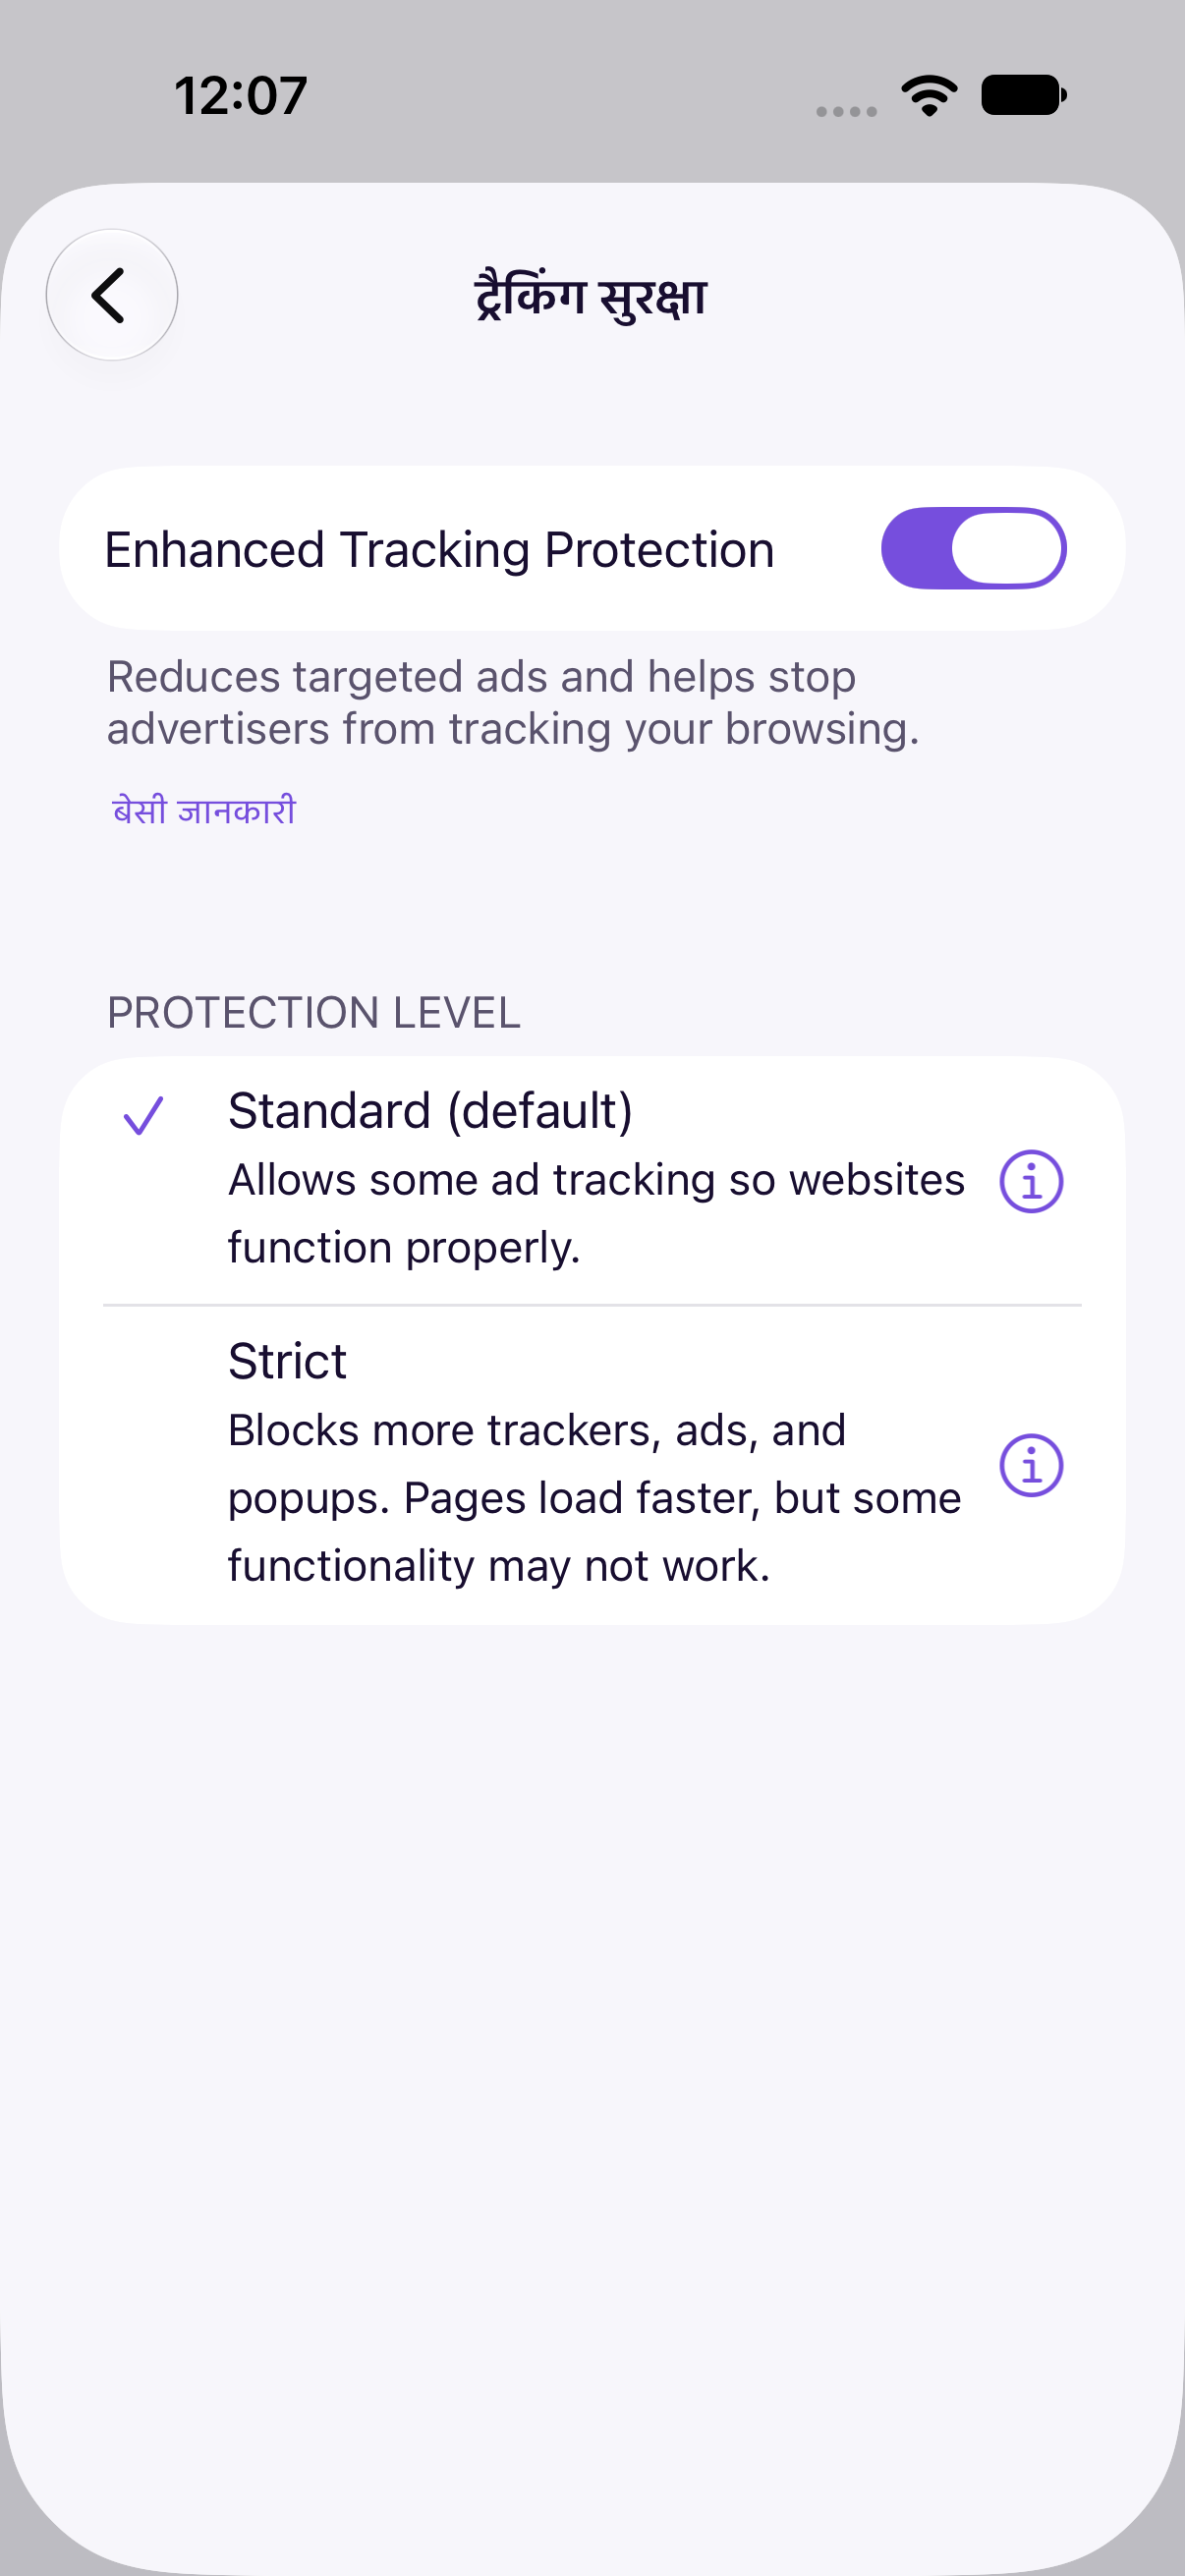 12:07
ट्रैकिंग सुरक्षा
Enhanced Tracking Protection
Reduces targeted ads and helps stop
advertisers from tracking your browsing.
बेसी जानकारी
PROTECTION LEVEL
Standard (default)
Allows some ad tracking so websites
function properly.
Strict
Blocks more trackers, ads, and
popups. Pages load faster, but some
functionality may not work.